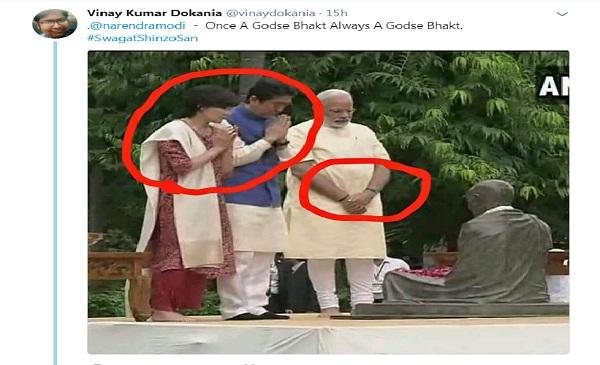 Vinay Kumar Dokania @vinaydokania · 15h
.@narendramodi - Once A Godse Bhakt Always A Godse Bhakt.
#SwagatShinzoSan
AN